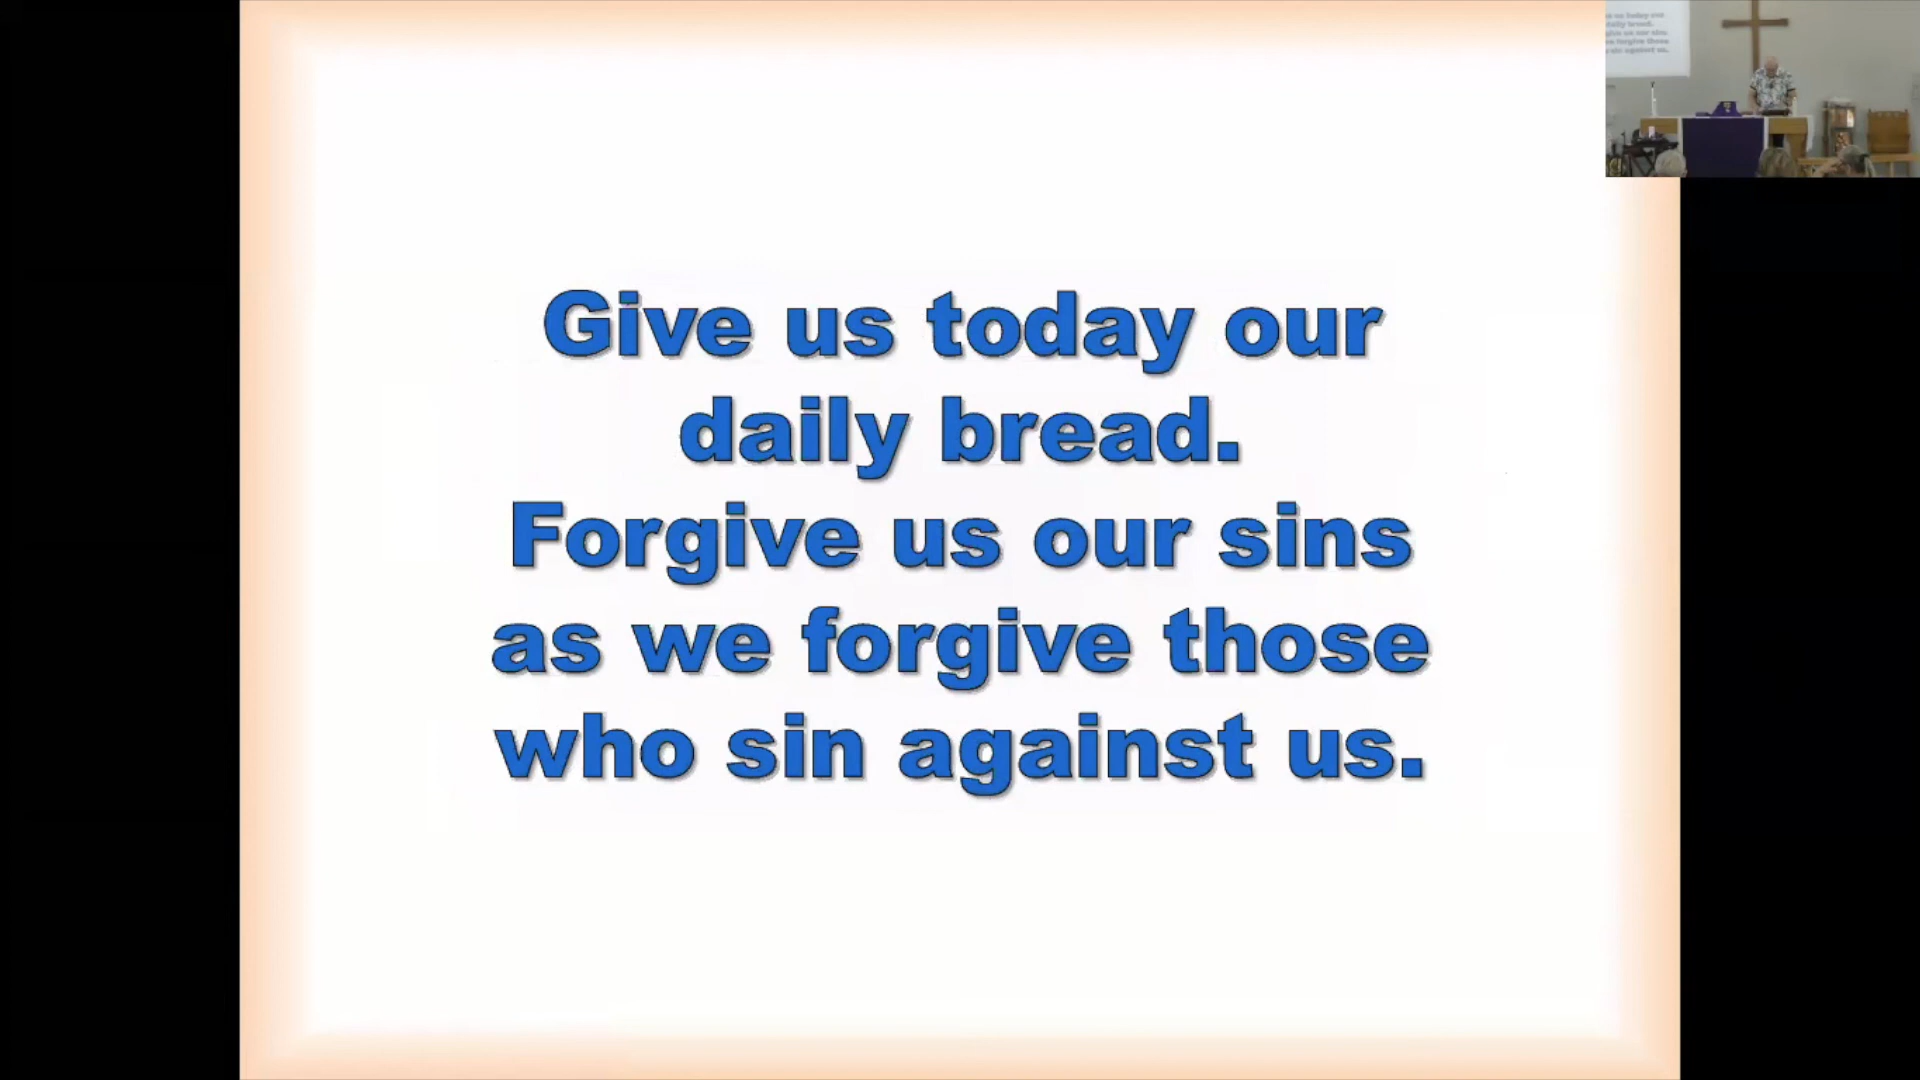 Give us today our
daily bread.
Forgive us our sins
as we forgive those
who sin against us.